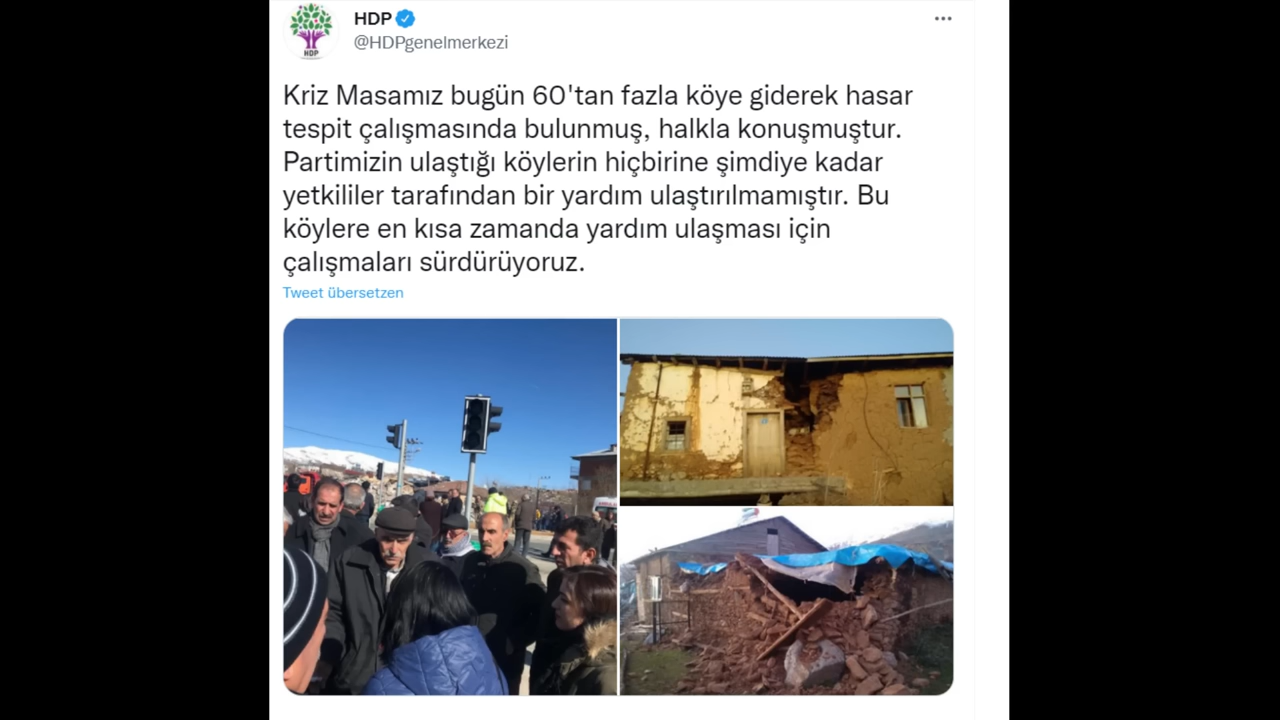 HDP
HDP
@HDPgenelmerkezi
Kriz Masamız bugün 60'tan fazla köye giderek hasar
tespit çalışmasında bulunmuş, halkla konuşmuştur.
Partimizin ulaştığı köylerin hiçbirine şimdiye kadar
yetkililer tarafından bir yardım ulaştırılmamıştır. Bu
köylere en kısa zamanda yardım ulaşması için
çalışmaları sürdürüyoruz.
Tweet übersetzen